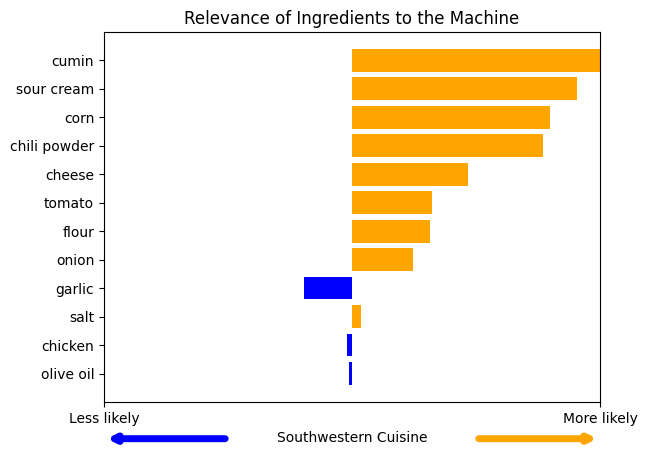 Relevance of Ingredients to the Machine
cumin
sour cream
corn
chili powder
cheese
tomato
flour
onion
garlic
salt
chicken
olive oil
Less likely More likely
Southwestern Cuisine